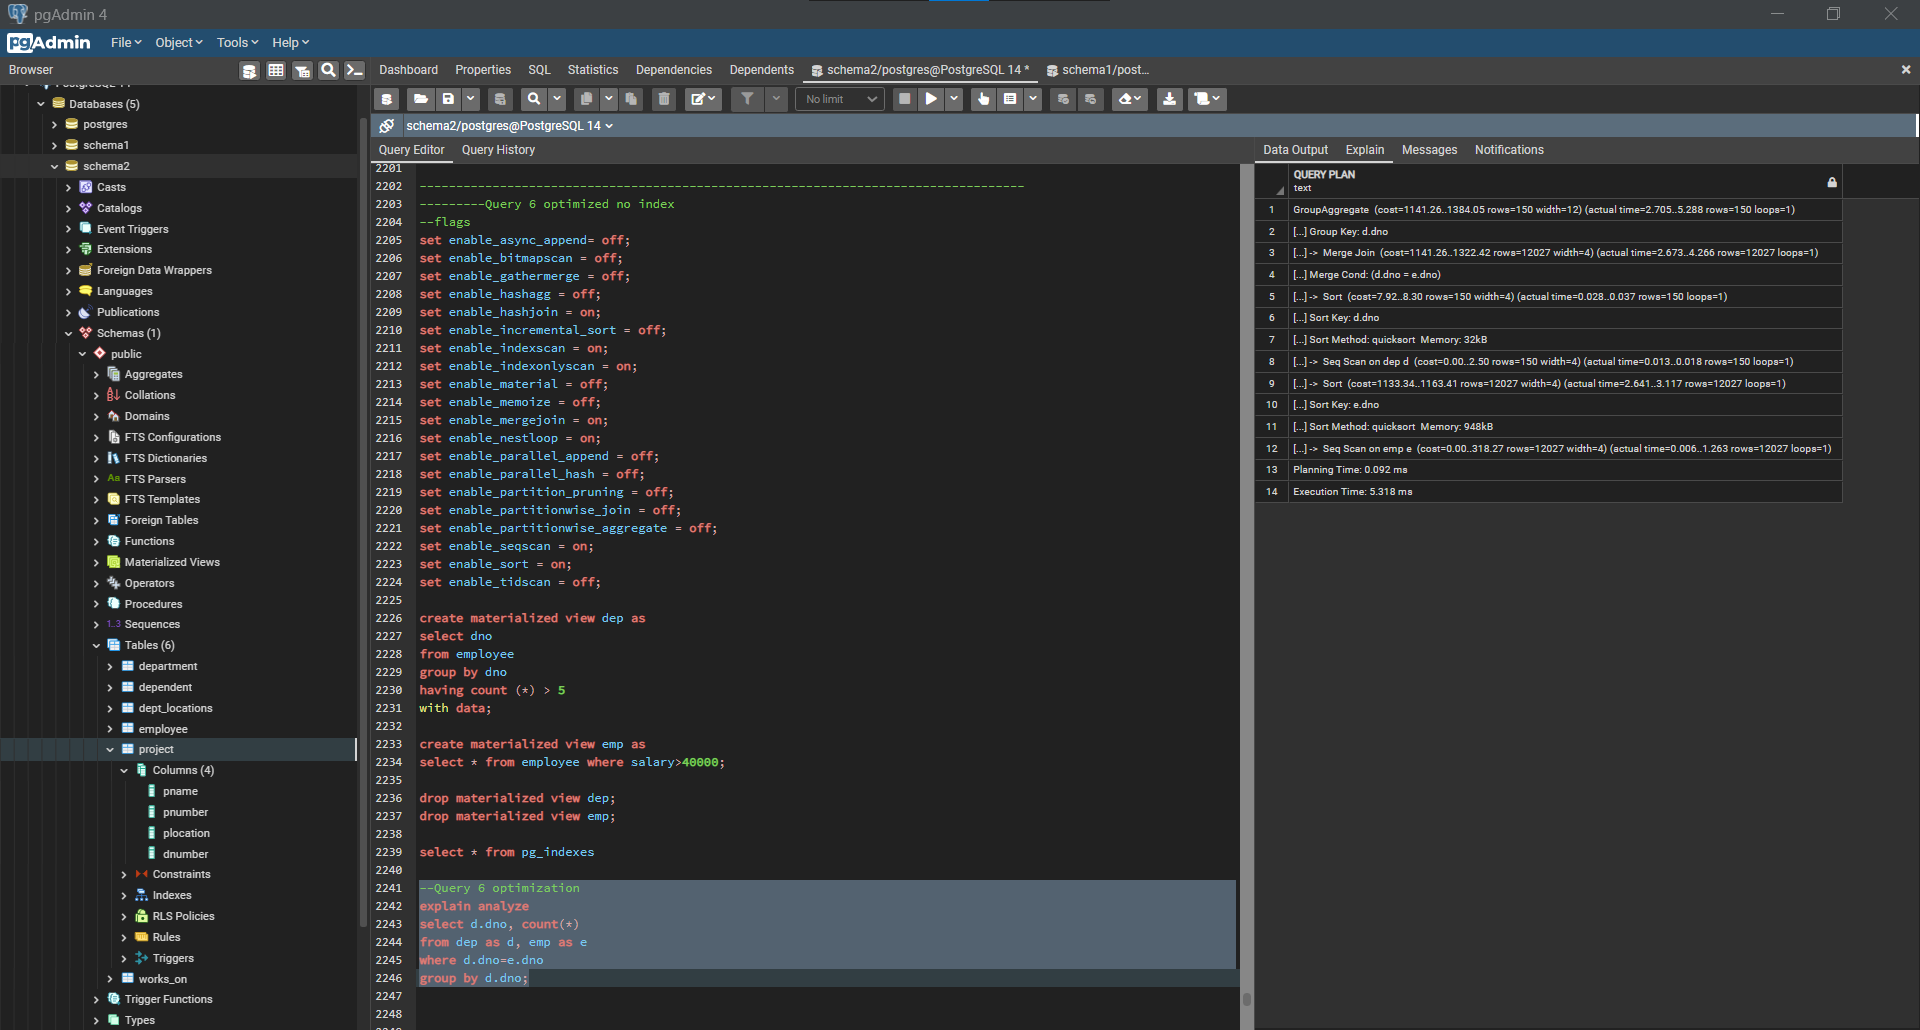 pgAdmin 4
pgAdmin File Object Tools Help
Browser
Dashboard Properties SQL Statistics Dependencies Dependents schema2/postgres@PostgreSQL 14 * schema1/post...
No limit
schema2/postgres@PostgreSQL 14
Query Editor Query History
Data Output Explain Messages Notifications
Databases (5)
postgres
schema1
schema2
Casts
Catalogs
Event Triggers
Extensions
Foreign Data Wrappers
Languages
Publications
Schemas (1)
public
Aggregates
Collations
Domains
FTS Configurations
FTS Dictionaries
FTS Parsers
FTS Templates
Foreign Tables
Functions
Materialized Views
Operators
Procedures
1..3 Sequences
Tables (6)
department
dependent
dept_locations
employee
project
Columns (4)
pname
pnumber
plocation
dnumber
Constraints
Indexes
RLS Policies
Rules
Triggers
works_on
Trigger Functions
Types
2201
2202 -----------------------------------------------------------------------------------
2203 ---------Query 6 optimized no index
2204 --flags
2205 set enable_async_append= off;
2206 set enable_bitmapscan = off;
2207 set enable_gathermerge = off;
2208 set enable_hashagg = off;
2209 set enable_hashjoin = on;
2210 set enable_incremental_sort = off;
2211 set enable_indexscan = on;
2212 set enable_indexonlyscan = on;
2213 set enable_material = off;
2214 set enable_memoize = off;
2215 set enable_mergejoin = on;
2216 set enable_nestloop = on;
2217 set enable_parallel_append = off;
2218 set enable_parallel_hash = off;
2219 set enable_partition_pruning = off;
2220 set enable_partitionwise_join = off;
2221 set enable_partitionwise_aggregate = off;
2222 set enable_seqscan = on;
2223 set enable_sort = on;
2224 set enable_tidscan = off;
2225
2226 create materialized view dep as
2227 select dno
2228 from employee
2229 group by dno
2230 having count (*) > 5
2231 with data;
2232
2233 create materialized view emp as
2234 select * from employee where salary>40000;
2235
2236 drop materialized view dep;
2237 drop materialized view emp;
2238
2239 select * from pg_indexes
2240
2241 --Query 6 optimization
2242 explain analyze
2243 select d.dno, count(*)
2244 from dep as d, emp as e
2245 where d.dno=e.dno
2246 group by d.dno;
2247
2248
QUERY PLAN
text
1 GroupAggregate (cost=1141.26..1384.05 rows=150 width=12) (actual time=2.705..5.288 rows=150 loops=1)
2 [...] Group Key: d.dno
3 [...] -> Merge Join (cost=1141.26..1322.42 rows=12027 width=4) (actual time=2.673..4.266 rows=12027 loops=1)
4 [...] Merge Cond: (d.dno = e.dno)
5 [...] -> Sort (cost=7.92..8.30 rows=150 width=4) (actual time=0.028..0.037 rows=150 loops=1)
6 [...] Sort Key: d.dno
7 [...] Sort Method: quicksort Memory: 32kB
8 [...] -> Seq Scan on dep d (cost=0.00..2.50 rows=150 width=4) (actual time=0.013..0.018 rows=150 loops=1)
9 [...] -> Sort (cost=1133.34..1163.41 rows=12027 width=4) (actual time=2.641..3.117 rows=12027 loops=1)
10 [...] Sort Key: e.dno
11 [...] Sort Method: quicksort Memory: 948kB
12 [...] -> Seq Scan on emp e (cost=0.00..318.27 rows=12027 width=4) (actual time=0.006..1.263 rows=12027 loops=1)
13 Planning Time: 0.092 ms
14 Execution Time: 5.318 ms